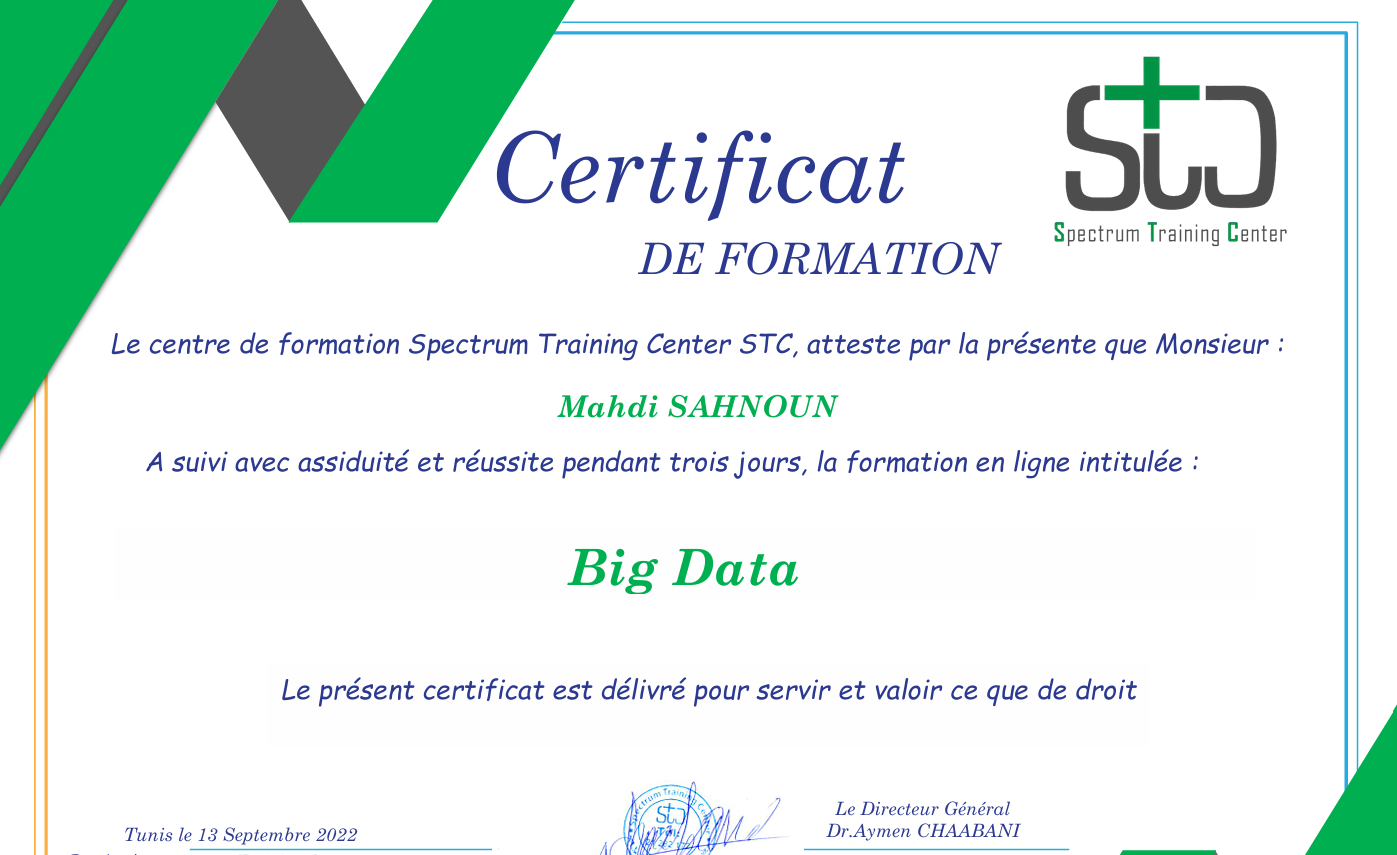 Certificat
DE FORMATION
STC
Spectrum Training Center
Le centre de formation Spectrum Training Center STC, atteste par la présente que Monsieur :
Mahdi SAHNOUN
A suivi avec assiduité et réussite pendant trois jours, la formation en ligne intitulée :
Big Data
Le présent certificat est délivré pour servir et valoir ce que de droit
Spectrum Training
STC
Le Directeur Général
Dr.Aymen CHAABANI
Tunis le 13 Septembre 2022